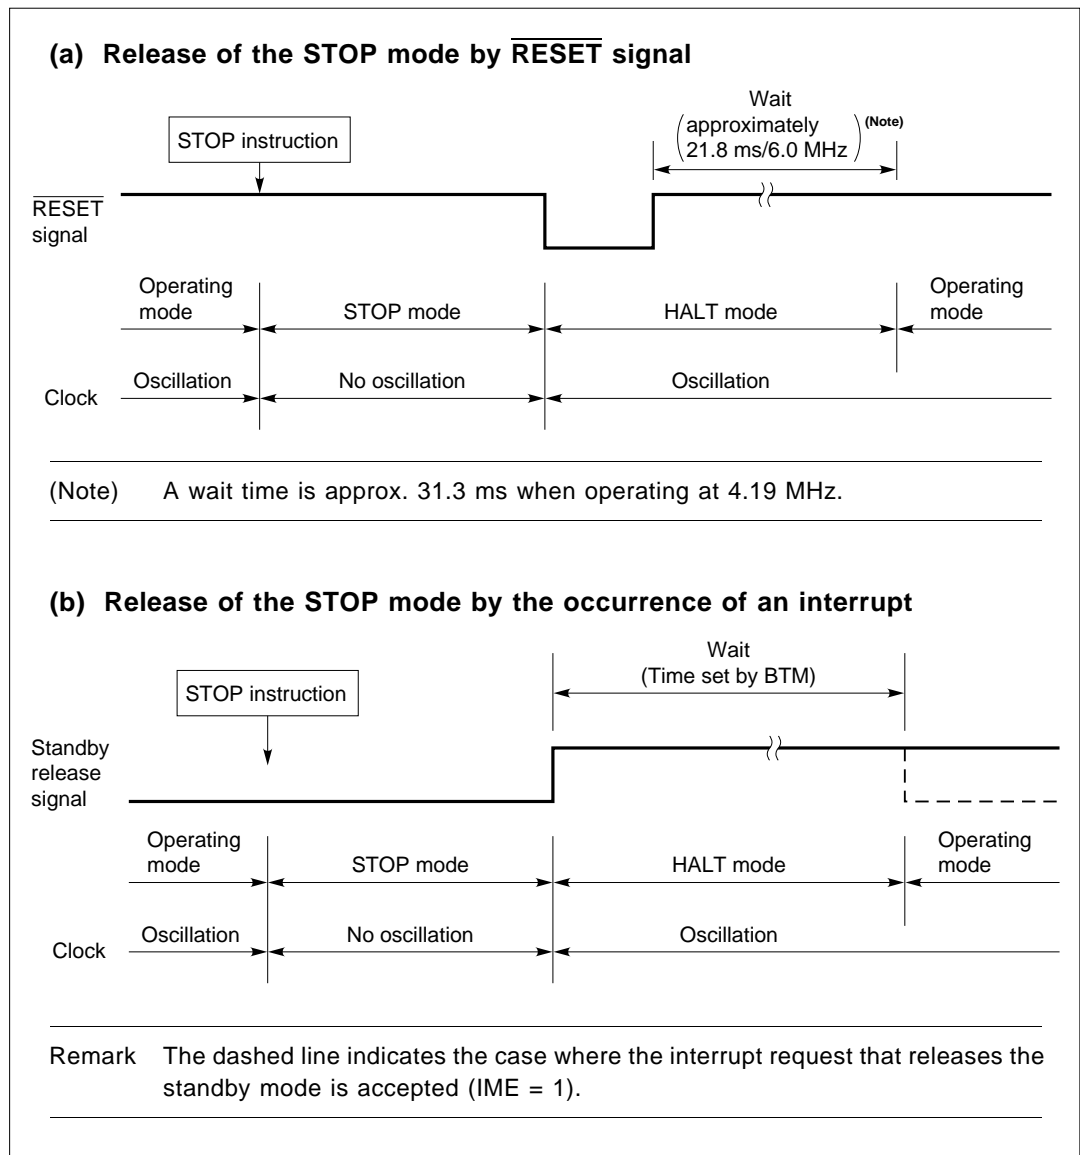 (a) Release of the STOP mode by RESET signal
Wait
(approximately
21.8 ms/6.0 MHz)(Note)
STOP instruction
RESET
signal
Operating
mode
STOP mode
HALT mode
Operating
mode
Clock
Oscillation
No oscillation
Oscillation
(Note) A wait time is approx. 31.3 ms when operating at 4.19 MHz.
(b) Release of the STOP mode by the occurrence of an interrupt
Wait
(Time set by BTM)
STOP instruction
Standby
release
signal
Operating
mode
STOP mode
HALT mode
Operating
mode
Clock
Oscillation
No oscillation
Oscillation
Remark The dashed line indicates the case where the interrupt request that releases the
standby mode is accepted (IME = 1).